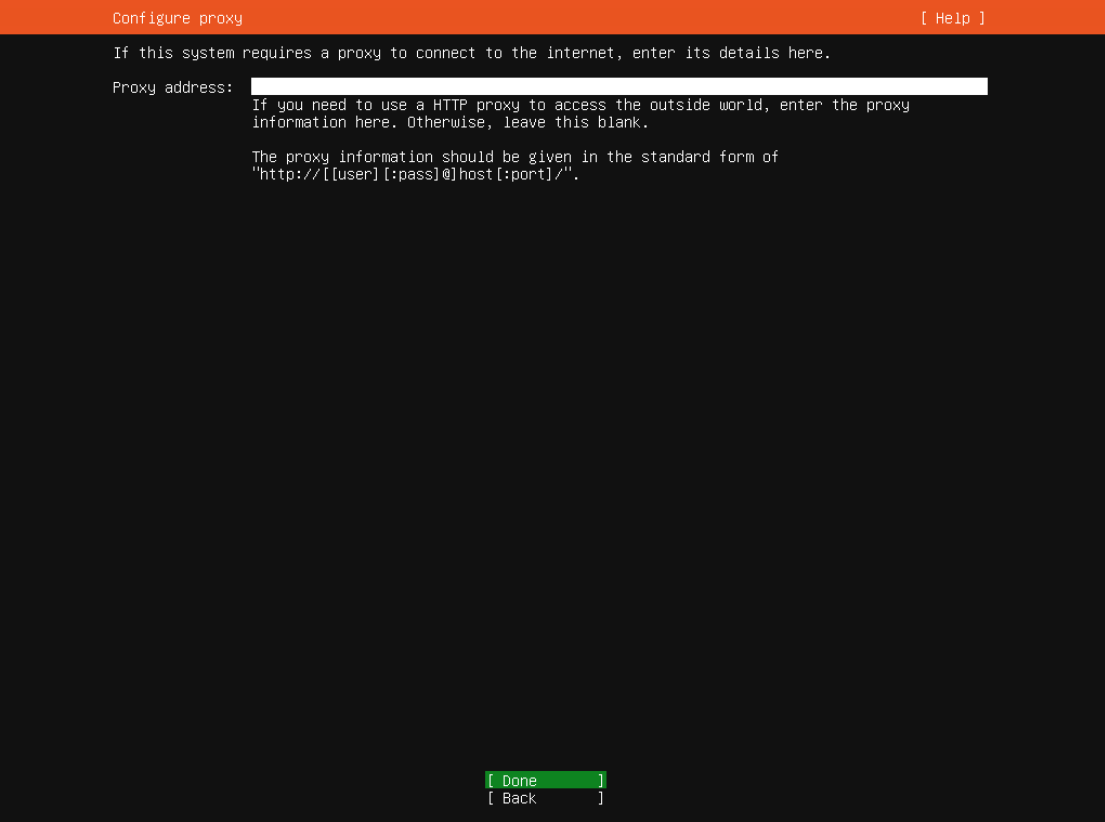 Configure proxy [ Help ]
If this system requires a proxy to connect to the internet, enter its details here.
Proxy address:
If you need to use a HTTP proxy to access the outside world, enter the proxy
information here. Otherwise, leave this blank.
The proxy information should be given in the standard form of
"http://[[user][:pass]@]host[:port]/".
[ Done ]
[ Back ]